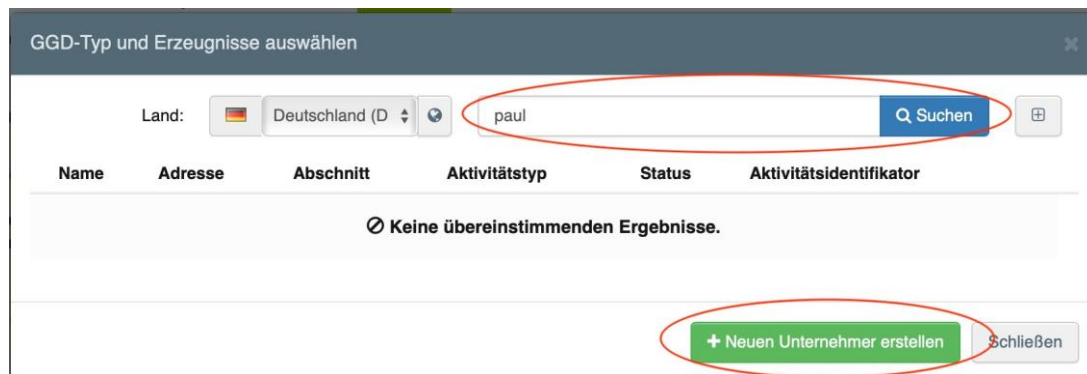 GGD-Typ und Erzeugnisse auswählen
Land: Deutschland (D paul Suchen
Name Adresse Abschnitt Aktivitätstyp Status Aktivitätsidentifikator
Keine übereinstimmenden Ergebnisse.
+ Neuen Unternehmer erstellen Schließen